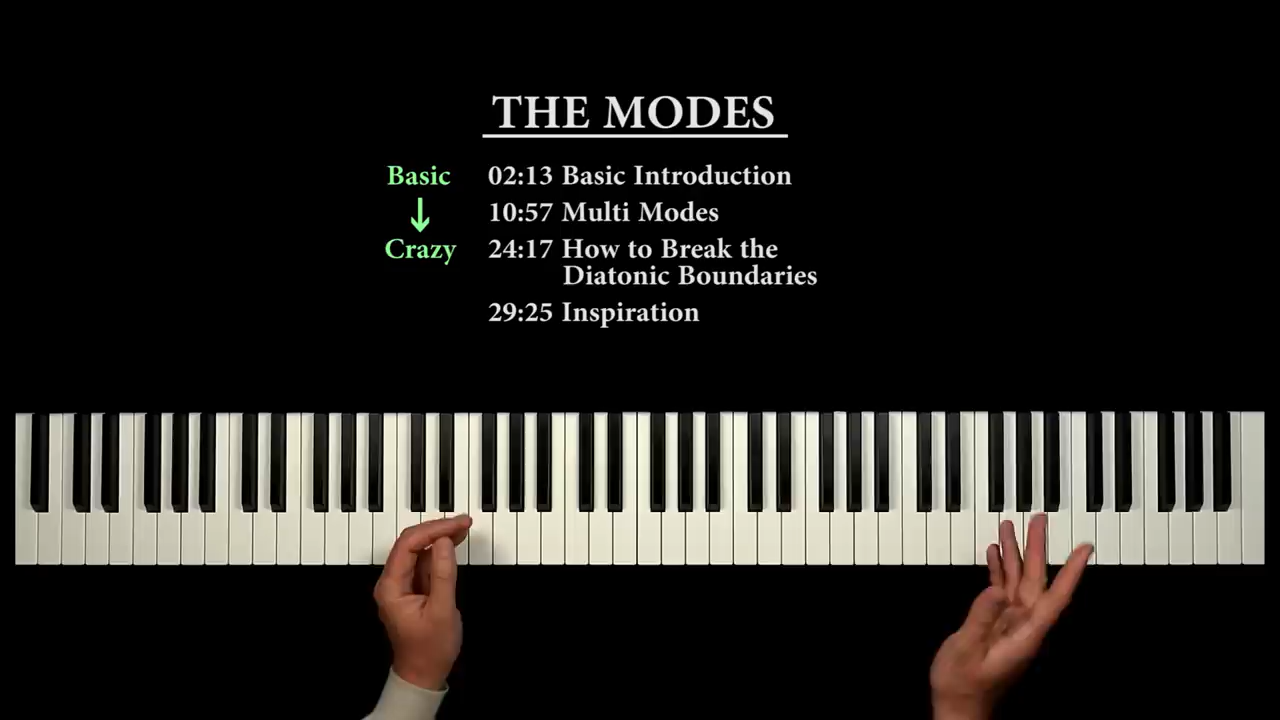 THE MODES
Basic
02:13 Basic Introduction
↓
10:57 Multi Modes
Crazy
24:17 How to Break the
Diatonic Boundaries
29:25 Inspiration